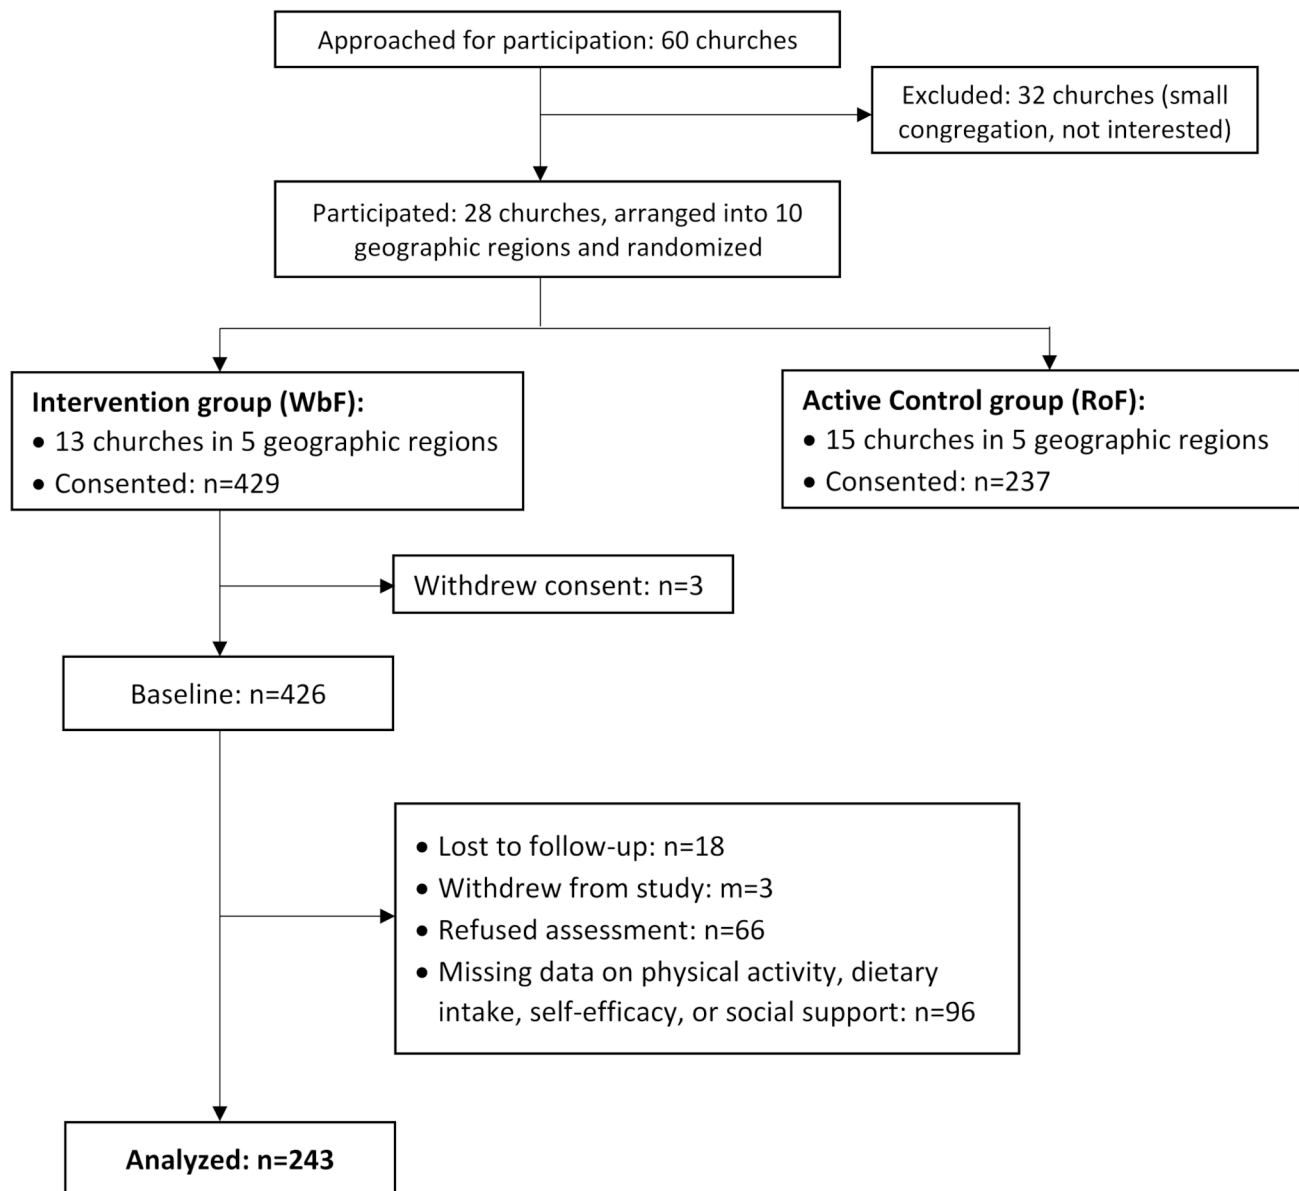 Approached for participation: 60 churches
Excluded: 32 churches (small
congregation, not interested)
Participated: 28 churches, arranged into 10
geographic regions and randomized
Intervention group (WbF):
• 13 churches in 5 geographic regions
• Consented: n=429
Active Control group (RoF):
• 15 churches in 5 geographic regions
• Consented: n=237
Withdrew consent: n=3
Baseline: n=426
• Lost to follow-up: n=18
• Withdrew from study: m=3
• Refused assessment: n=66
• Missing data on physical activity, dietary
intake, self-efficacy, or social support: n=96
Analyzed: n=243